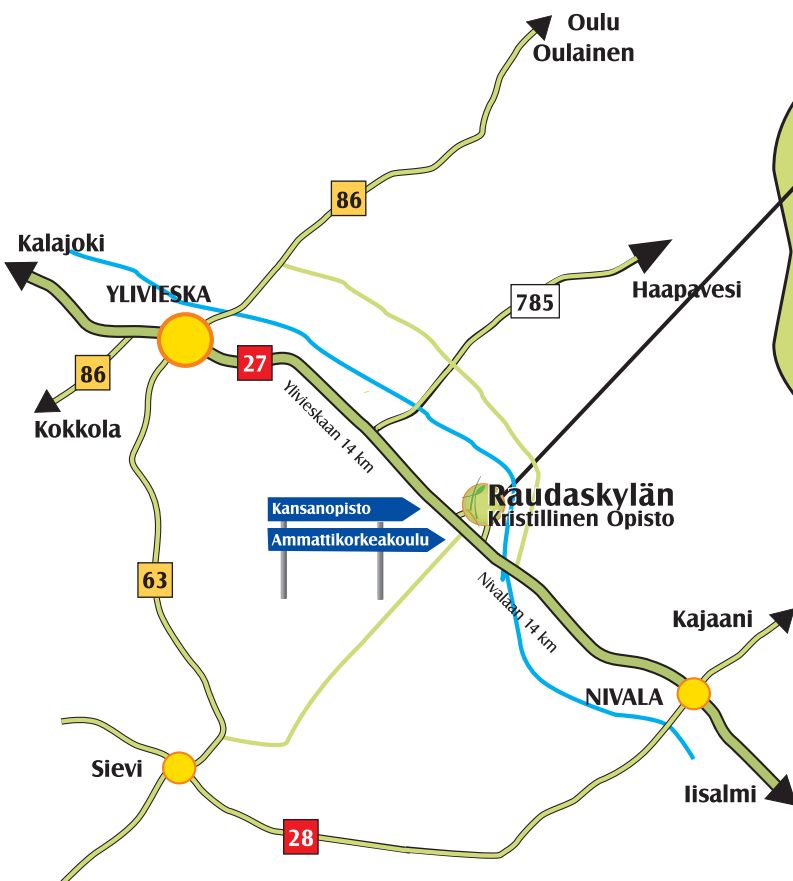 Oulu
Oulainen
86
Kalajoki
YLIVIESKA
785
Haapavesi
27
86
Kokkola
Ylivieskaan 14 km
Raudaskylän
Kristillinen Opisto
Kansanopisto
Ammattikorkeakoulu
63
Nivalaan 14 km
Kajaani
NIVALA
Sievi
Iisalmi
28